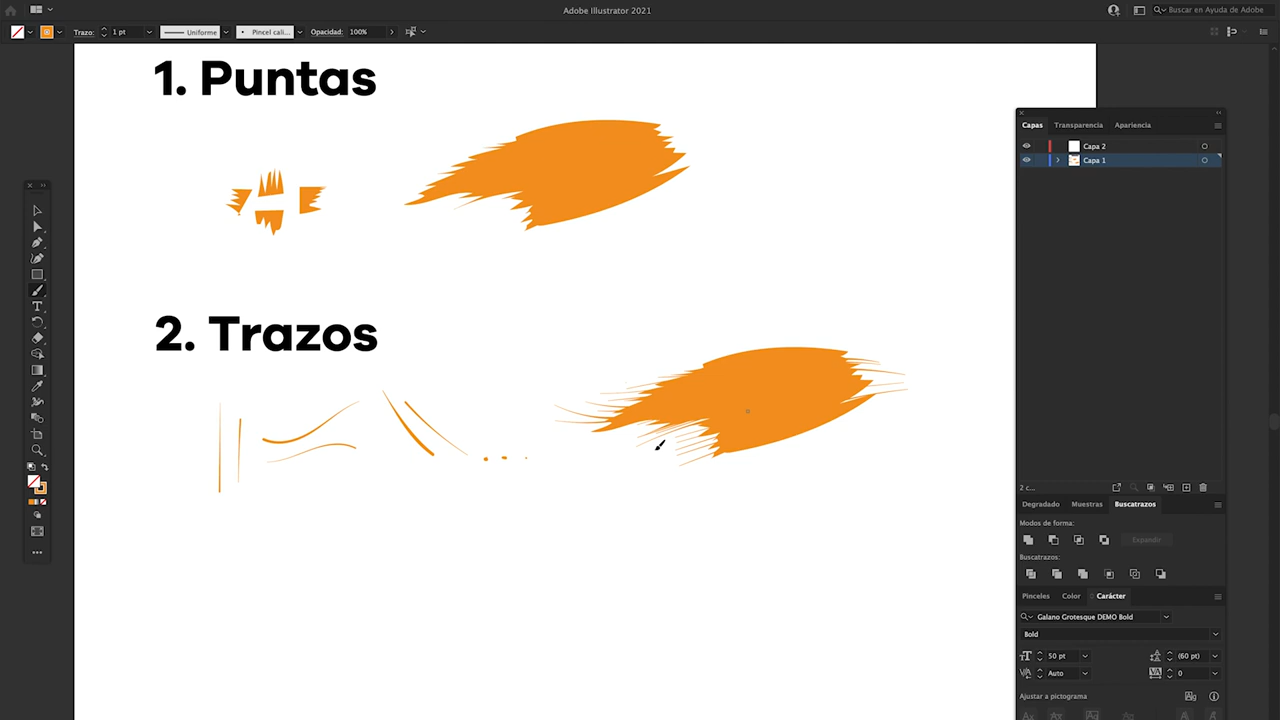 Adobe Illustrator 2021
Buscar en Ayuda de Adobe
Trazo:
1 pt
Uniforme
Pincel cali...
Opacidad:
100%
1. Puntas
2. Trazos
Capas
Transparencia
Apariencia
Capa 2
Capa 1
2 c...
Degradado
Muestras
Buscatrazos
Modos de forma:
Expandir
Buscatrazos:
Pinceles
Color
Carácter
Galano Grotesque DEMO Bold
Bold
50 pt
(60 pt)
Auto
0
Ajustar a pictograma